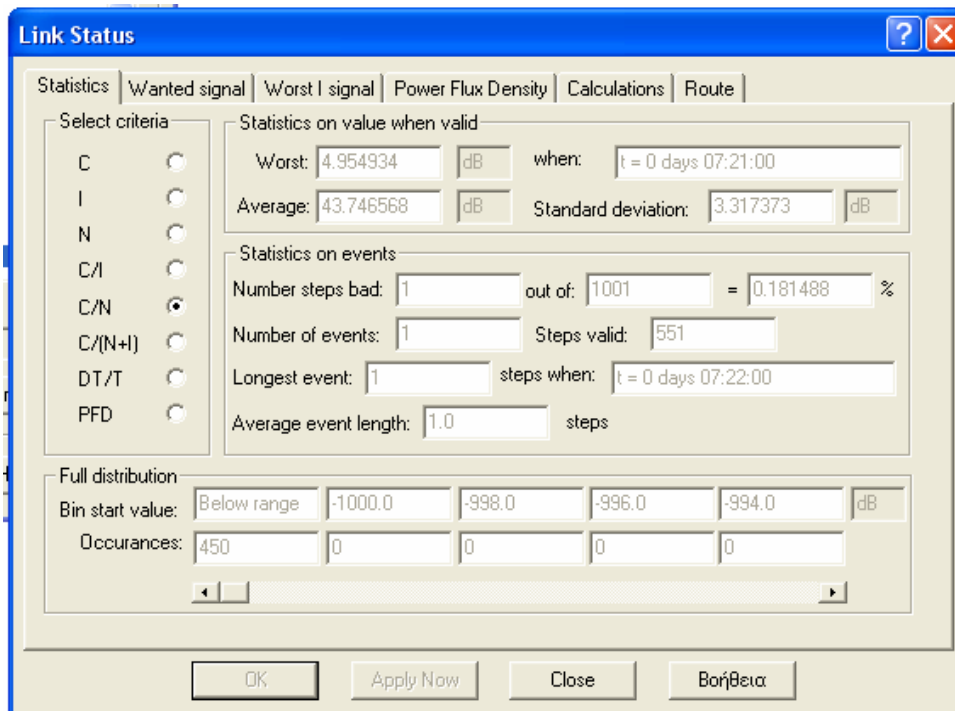 Link Status
Statistics Wanted signal Worst I signal Power Flux Density Calculations Route
Select criteria
C
I
N
C/I
C/N
C/(N+I)
DT/T
PFD
Statistics on value when valid
Worst: 4.954934 dB when: t = 0 days 07:21:00
Average: 43.746568 dB Standard deviation: 3.317373 dB
Statistics on events
Number steps bad: 1 out of: 1001 = 0.181488 %
Number of events: 1 Steps valid: 551
Longest event: 1 steps when: t = 0 days 07:22:00
Average event length: 1.0 steps
Full distribution
Bin start value: Below range -1000.0 -998.0 -996.0 -994.0 dB
Occurances: 450 0 0 0 0
OK Apply Now Close Βοήθεια